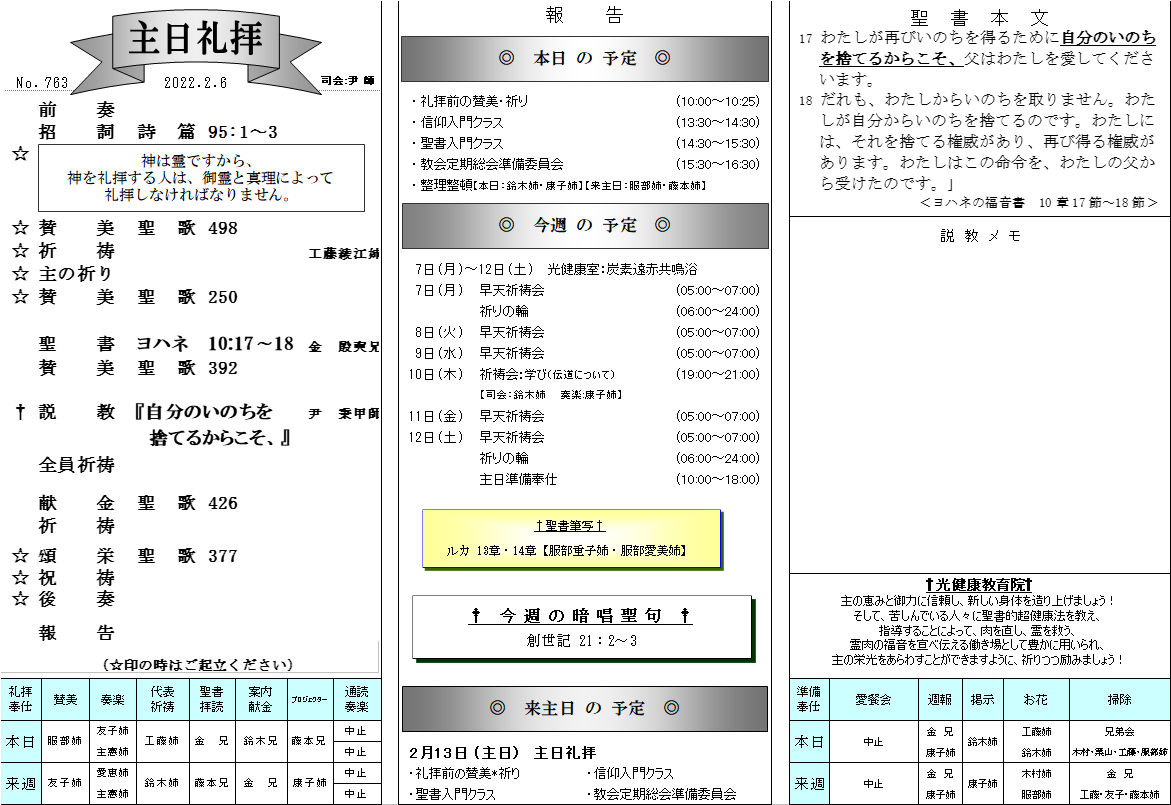 主日礼拝
No. 763 2022.2.6 司会:尹 師
前 奏
招 詞 詩 篇 95:1～3
☆
神は霊ですから、
神を礼拝する人は、御霊と真理によって
礼拝しなければなりません。
☆ 賛 美 聖 歌 498
☆ 祈 祷 工藤綾江姉
☆ 主の祈り
☆ 賛 美 聖 歌 250
聖 書 ヨハネ 10:17～18 金 殷奭兄
賛 美 聖 歌 392
† 説 教 『自分のいのちを 尹 秉甲師
捨てるからこそ、』
全員祈祷
献 金 聖 歌 426
祈 祷
☆ 頌 栄 聖 歌 377
☆ 祝 祷
☆ 後 奏
報 告
(☆印の時はご起立ください)
礼拝奉仕 賛美 奏楽 代表祈祷 聖書拝読 案内献金 プロジェクター 通読奏楽
本日 服部姉 友子姉 主憲姉 工藤姉 金 兄 鈴木兄 藤本兄 中止 中止
来週 友子姉 愛恵姉 主憲姉 鈴木姉 藤本兄 金 兄 康子姉 中止 中止
報 告
◎ 本日 の 予定 ◎
・礼拝前の賛美・祈り (10:00～10:25)
・信仰入門クラス (13:30～14:30)
・聖書入門クラス (14:30～15:30)
・教会定期総会準備委員会 (15:30～16:30)
・整理整頓【本日:鈴木姉・康子姉】【来主日:服部姉・藤本姉】
◎ 今週 の 予定 ◎
7日(月)～12日(土) 光健康室:炭素遠赤共鳴浴
7日(月) 早天祈祷会 (05:00～07:00)
祈りの輪 (06:00～24:00)
8日(火) 早天祈祷会 (05:00～07:00)
9日(水) 早天祈祷会 (05:00～07:00)
10日(木) 祈祷会:学び(伝道について) (19:00～21:00)
【司会:鈴木姉 奏楽:康子姉】
11日(金) 早天祈祷会 (05:00～07:00)
12日(土) 早天祈祷会 (05:00～07:00)
祈りの輪 (06:00～24:00)
主日準備奉仕 (10:00～18:00)
†聖書筆写†
ルカ 13章・14章【服部重子姉・服部愛美姉】
† 今週の暗唱聖句 †
創世記 21：2～3
◎ 来主日 の 予定 ◎
2月13日(主日) 主日礼拝
・礼拝前の賛美*祈り ・信仰入門クラス
・聖書入門クラス ・教会定期総会準備委員会
聖 書 本 文
17 わたしが再びいのちを得るために自分のいのち
を捨てるからこそ、父はわたしを愛してくださ
います。
18 だれも、わたしからいのちを取りません。わた
しが自分からいのちを捨てるのです。わたしに
は、それを捨てる権威があり、再び得る権威が
あります。わたしはこの命令を、わたしの父か
ら受けたのです。」
＜ヨハネの福音書 10章17節～18節＞
説 教 メ モ
†光健康教育院†
主の恵みと御力に信頼し、新しい身体を造り上げましょう！
そして、苦しんでいる人々に聖書的超健康法を教え、
指導することによって、肉を直し、霊を救う、
霊肉の福音を宣べ伝える働き場として豊かに用いられ、
主の栄光をあらわすことができますように、祈りつつ励みましょう！
準備奉仕 愛餐会 週報 掲示 お花 掃除
本日 中止 金 兄 康子姉 鈴木姉 工藤姉 鈴木姉 兄弟会 木村・栗山・工藤・服部姉
来週 中止 金 兄 康子姉 康子姉 木村姉 服部姉 金 兄 工藤・友子・藤本姉